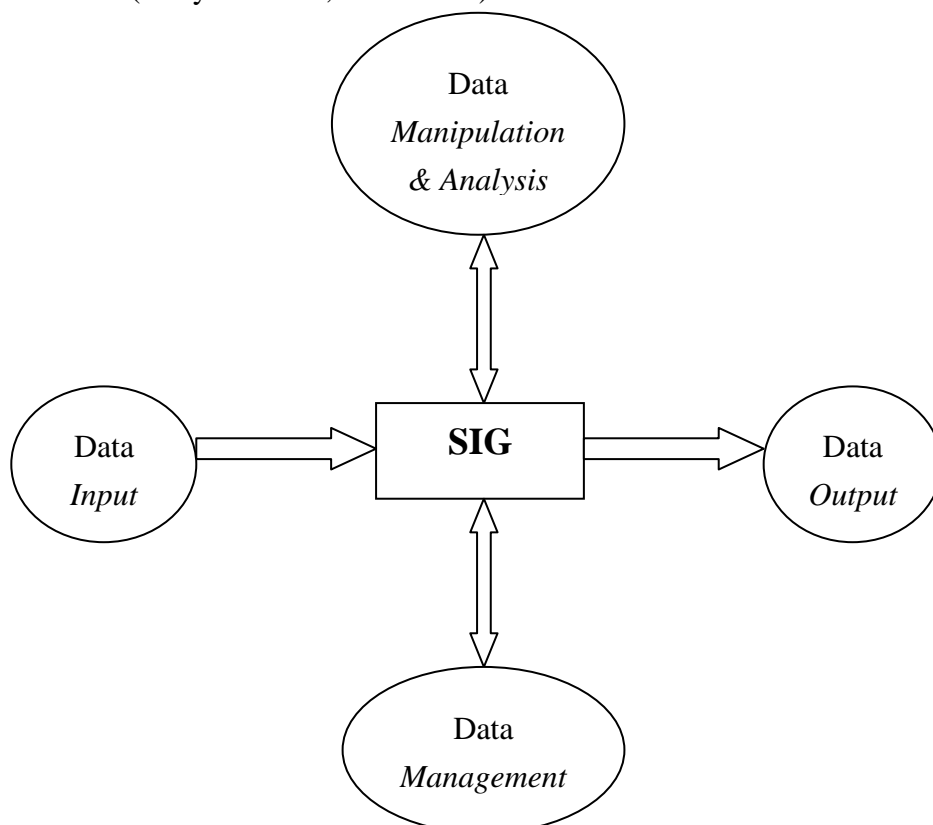 Data
Manipulation
& Analysis
Data
Input
SIG
Data
Output
Data
Management